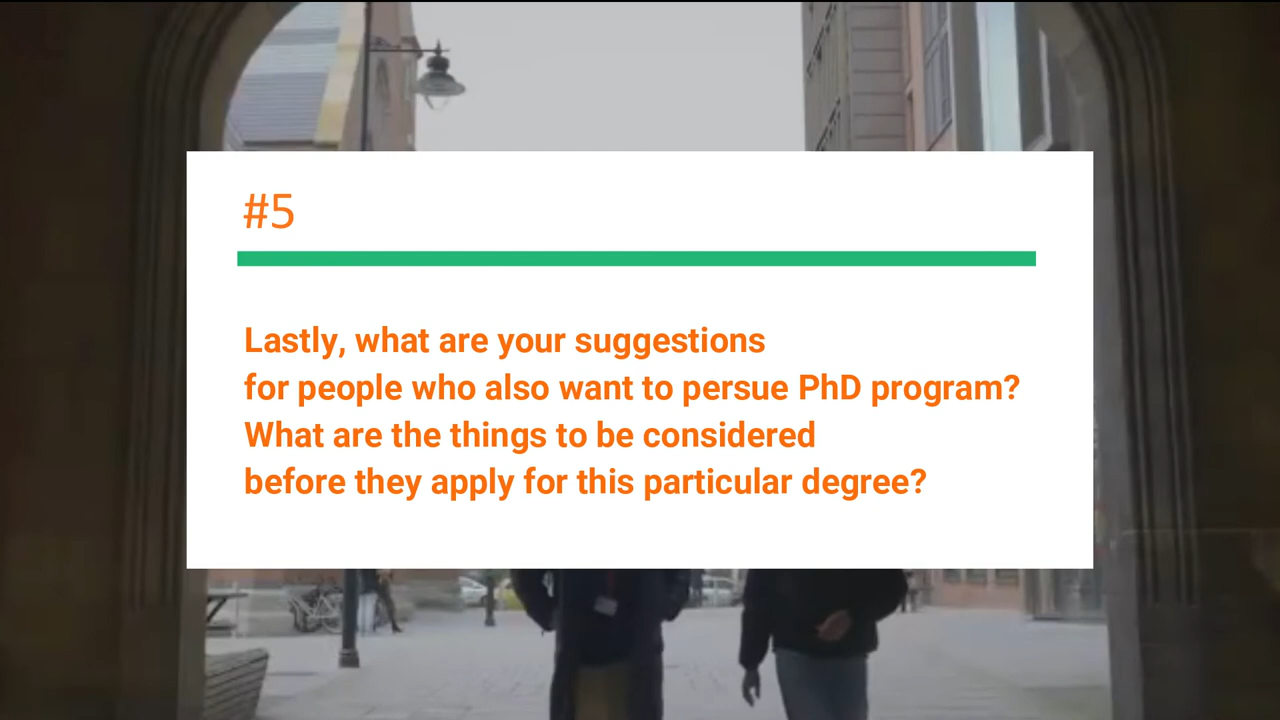 #5
Lastly, what are your suggestions
for people who also want to persue PhD program?
What are the things to be considered
before they apply for this particular degree?